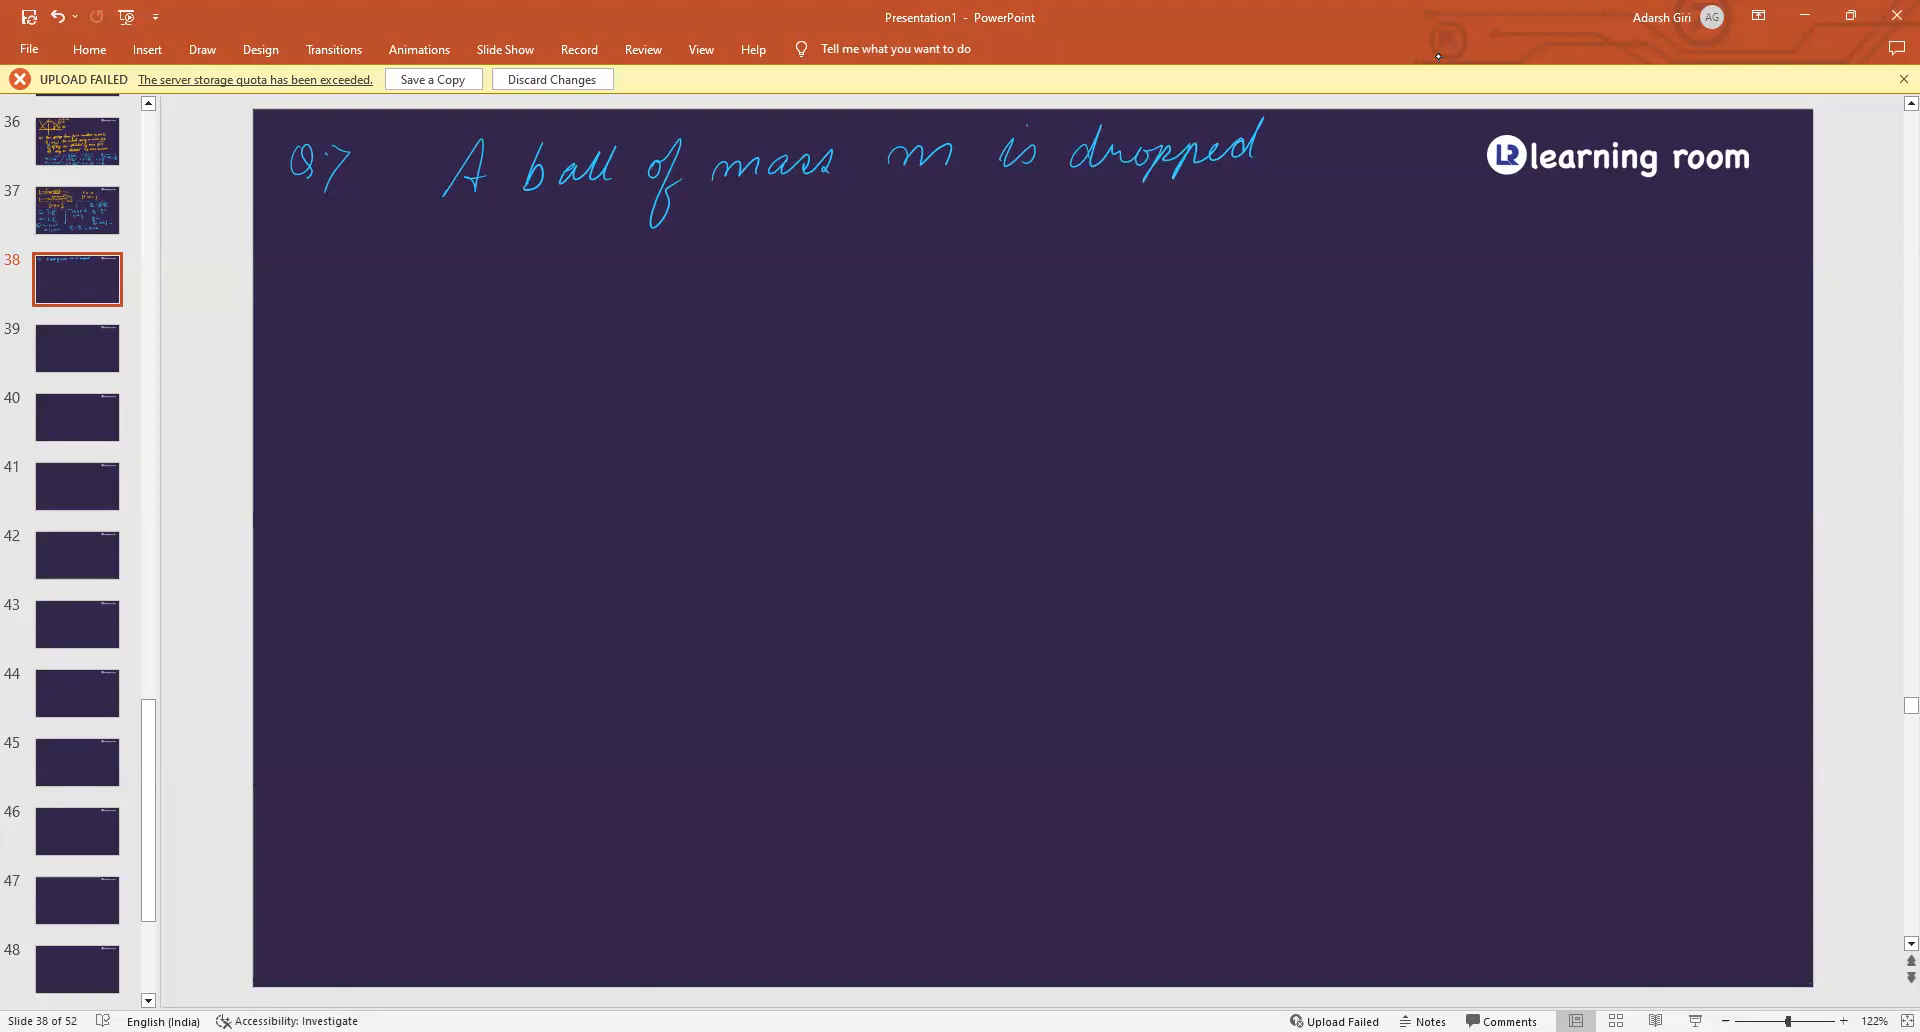 Presentation1 - PowerPoint
Adarsh Giri AG
File Home Insert Draw Design Transitions Animations Slide Show Record Review View Help Tell me what you want to do
UPLOAD FAILED The server storage quota has been exceeded. Save a Copy Discard Changes
Q:7 A ball of mass m is dropped
LR learning room
36
37
38
39
40
41
42
43
44
45
46
47
48
Slide 38 of 52 English (India) Accessibility: Investigate Upload Failed Notes Comments 122%